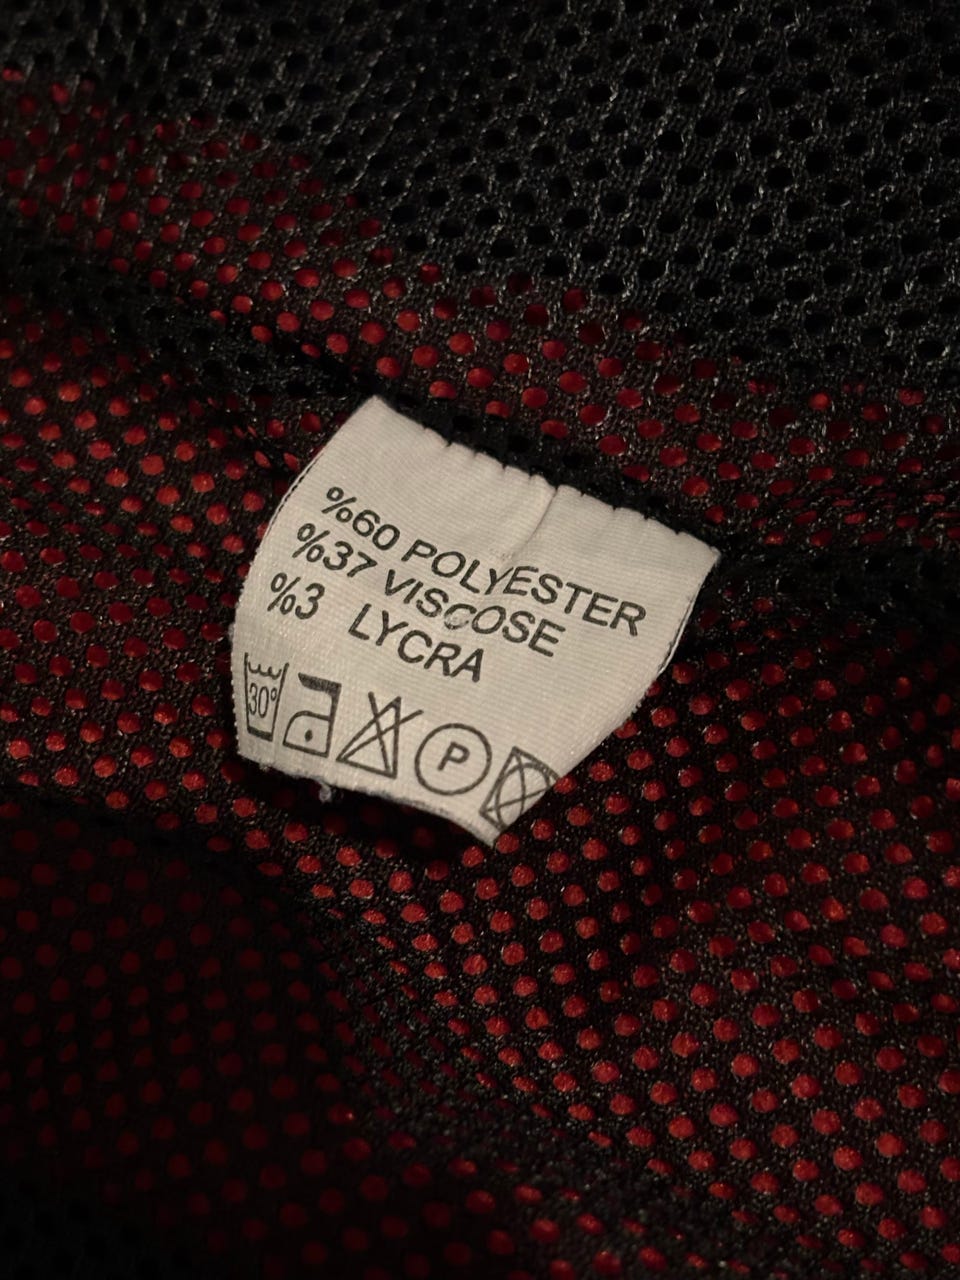 %60 POLYESTER
%37 VISCOSE
%3 LYCRA
30° P